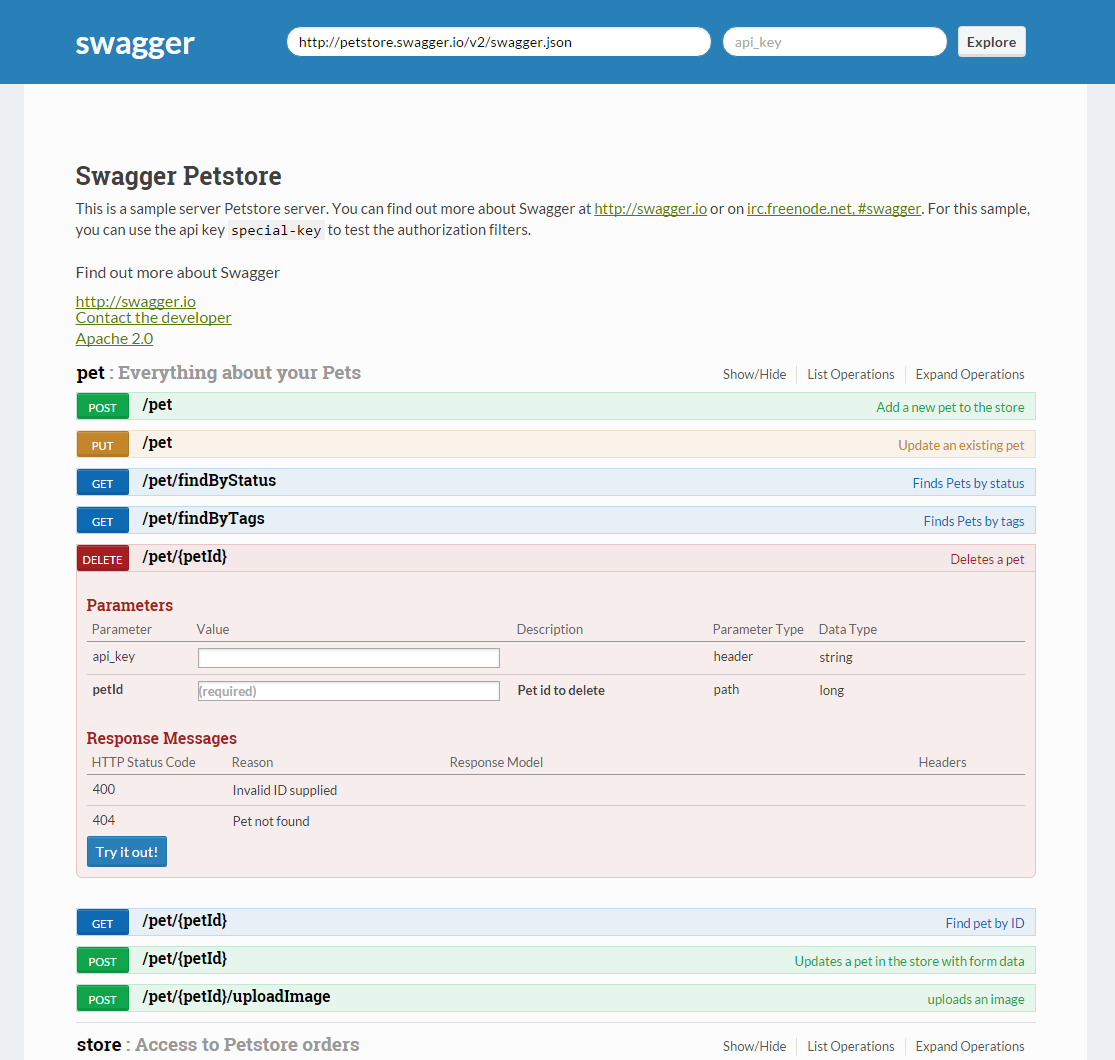 swagger http://petstore.swagger.io/v2/swagger.json api_key Explore
Swagger Petstore
This is a sample server Petstore server. You can find out more about Swagger at http://swagger.io or on irc.freenode.net, #swagger. For this sample,
you can use the api key special-key to test the authorization filters.
Find out more about Swagger
http://swagger.io
Contact the developer
Apache 2.0
pet : Everything about your Pets Show/Hide List Operations Expand Operations
POST /pet Add a new pet to the store
PUT /pet Update an existing pet
GET /pet/findByStatus Finds Pets by status
GET /pet/findByTags Finds Pets by tags
DELETE /pet/{petId} Deletes a pet
Parameters
Parameter Value Description Parameter Type Data Type
api_key header string
petId (required) Pet id to delete path long
Response Messages
HTTP Status Code Reason Response Model Headers
400 Invalid ID supplied
404 Pet not found
Try it out!
GET /pet/{petId} Find pet by ID
POST /pet/{petId} Updates a pet in the store with form data
POST /pet/{petId}/uploadImage uploads an image
store : Access to Petstore orders Show/Hide List Operations Expand Operations